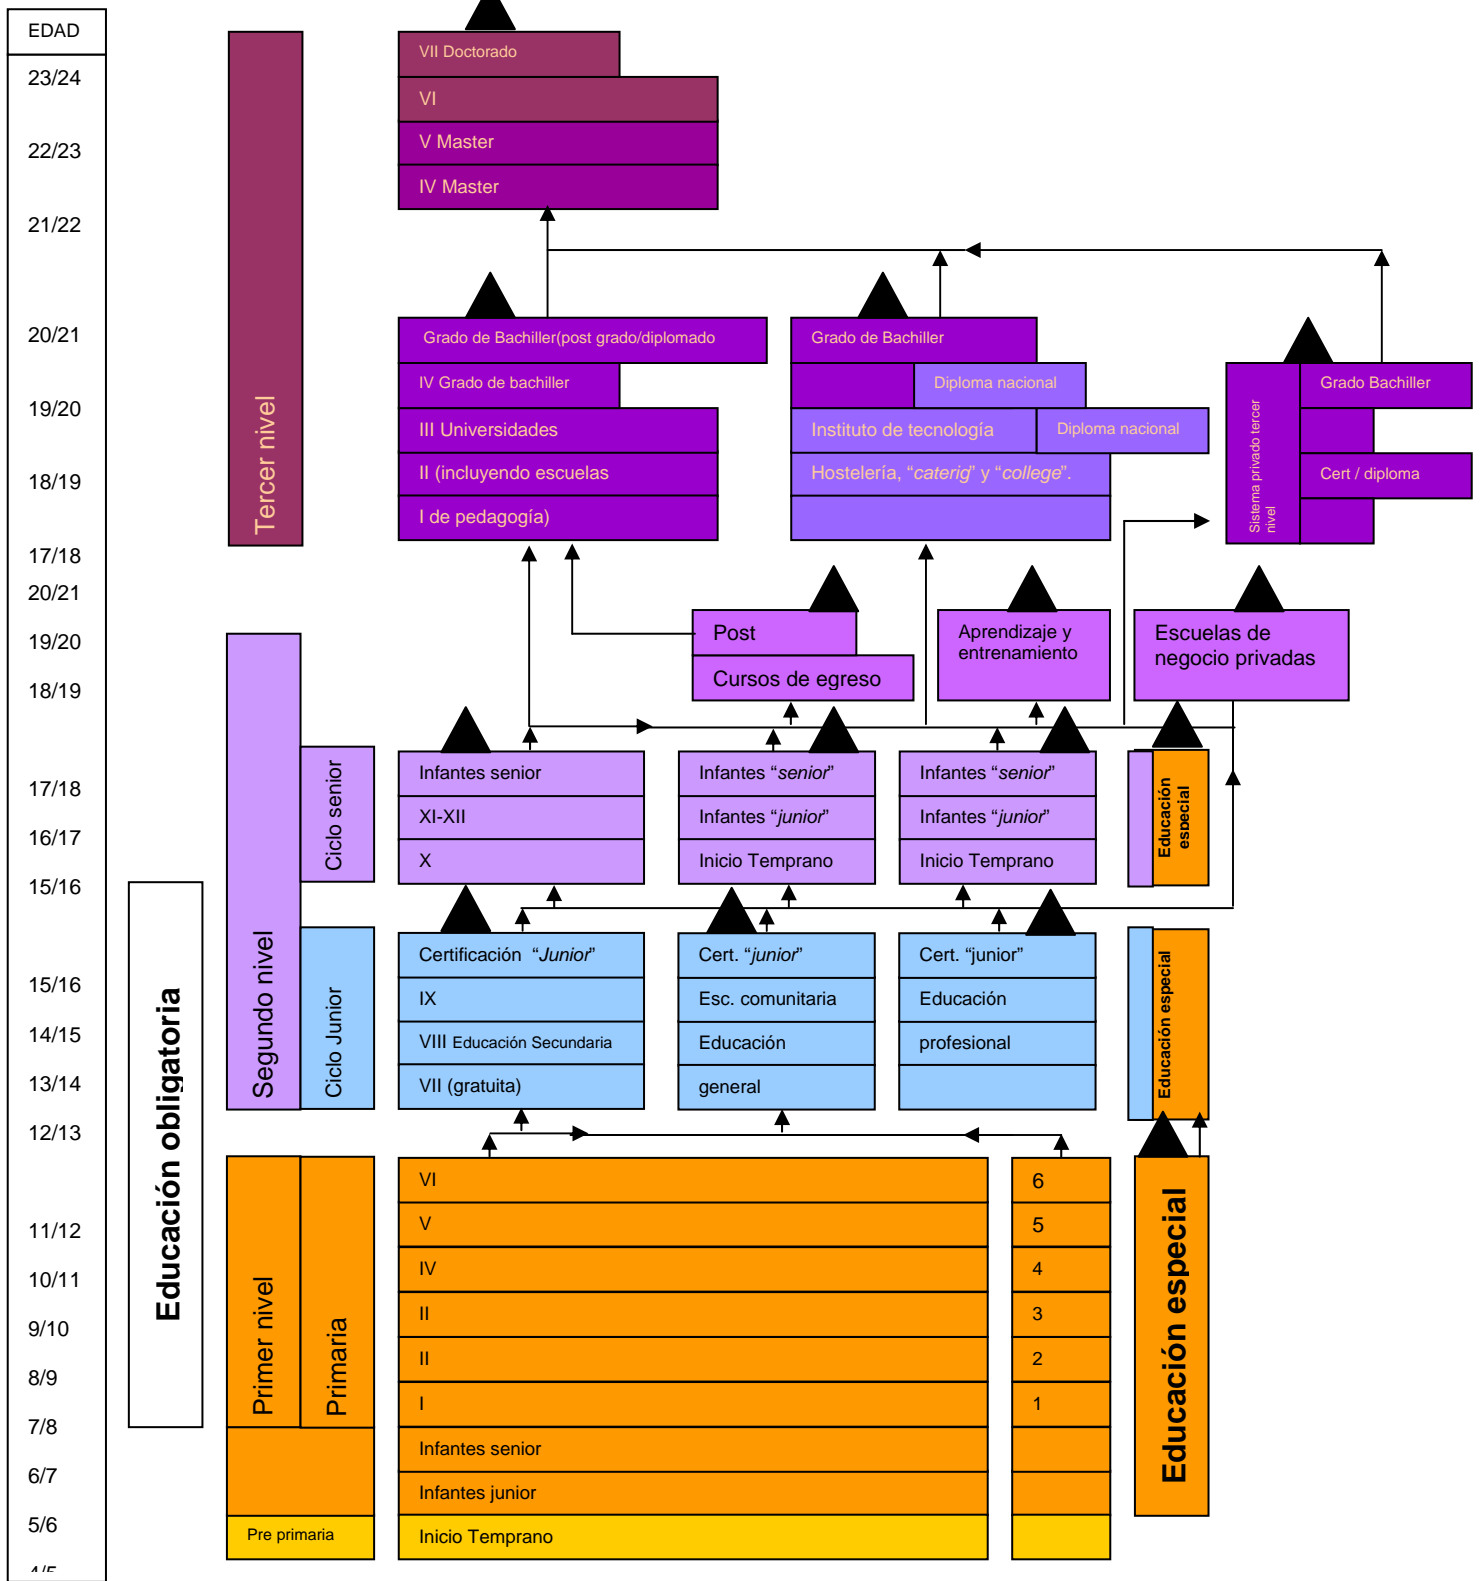 EDAD
23/24
22/23
21/22
20/21
19/20
18/19
17/18
20/21
19/20
18/19
17/18
16/17
15/16
15/16
14/15
13/14
12/13
11/12
10/11
9/10
8/9
7/8
6/7
5/6
4/5
Educación obligatoria
Tercer nivel
Segundo nivel
Ciclo senior
Ciclo Junior
Primer nivel
Primaria
Pre primaria
VII Doctorado
VI
V Master
IV Master
Grado de Bachiller(post grado/diplomado
IV Grado de bachiller
III Universidades
II (incluyendo escuelas
I de pedagogía)
Grado de Bachiller
Diploma nacional
Instituto de tecnología
Diploma nacional
Hostelería, “caterig” y “college”.
Sistema privado tercer
nivel
Grado Bachiller
Cert / diploma
Post
Cursos de egreso
Aprendizaje y
entrenamiento
Escuelas de
negocio privadas
Infantes senior
XI-XII
X
Infantes “senior”
Infantes “junior”
Inicio Temprano
Infantes “senior”
Infantes “junior”
Inicio Temprano
Educación
especial
Certificación “Junior”
IX
VIII Educación Secundaria
VII (gratuita)
Cert. “junior”
Esc. comunitaria
Educación
general
Cert. “junior”
Educación
profesional
Educación especial
VI
V
IV
II
II
I
Infantes senior
Infantes junior
Inicio Temprano
6
5
4
3
2
1
Educación especial